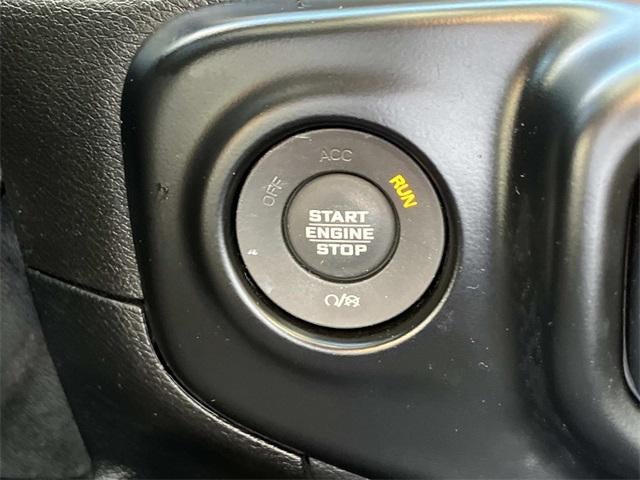 ACC
OFF
RUN
START
ENGINE
STOP